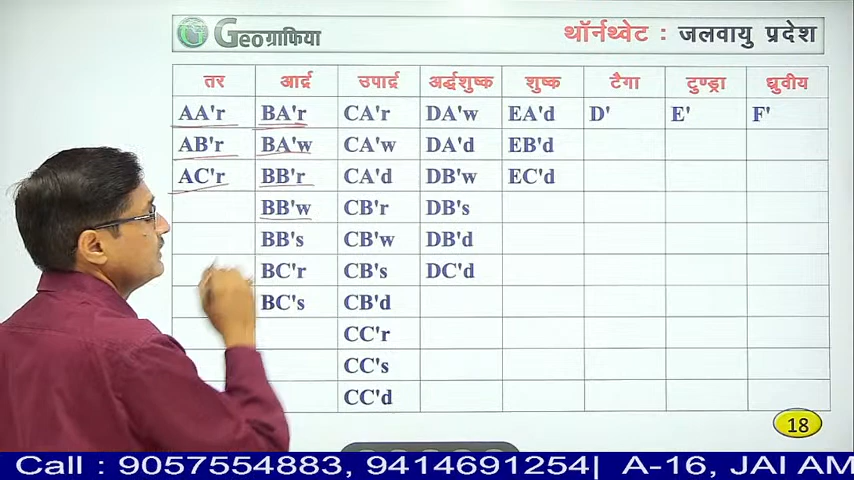 Geoग्राफिया
थॉर्नथ्वेट : जलवायु प्रदेश
तर आर्द्र उपार्द्र अर्द्धशुष्क शुष्क टैगा टुण्ड्रा ध्रुवीय
AA'r BA'r CA'r DA'w EA'd D' E' F'
AB'r BA'w CA'w DA'd EB'd
AC'r BB'r CA'd DB'w EC'd
BB'w CB'r DB's
BB's CB'w DB'd
BC'r CB's DC'd
BC's CB'd
CC'r
CC's
CC'd
18
Call : 9057554883, 9414691254| A-16, JAI AM